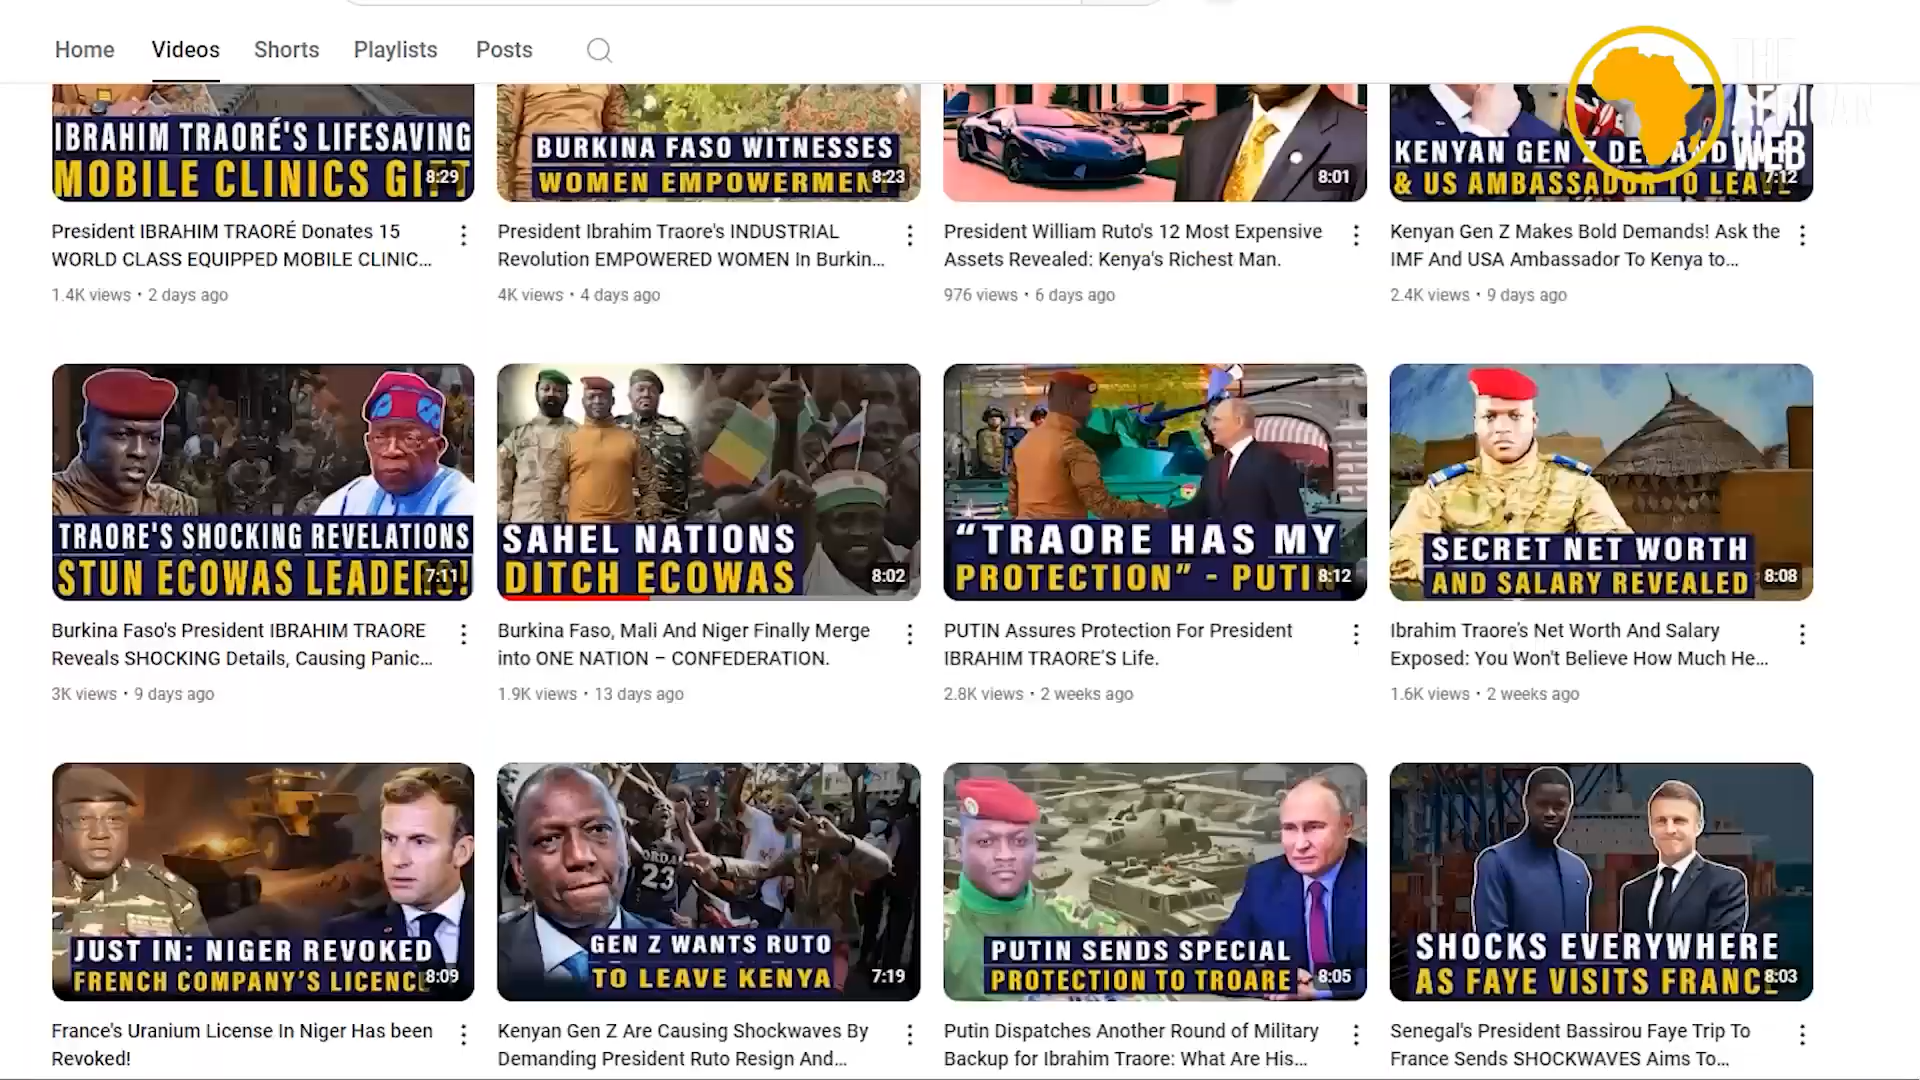 Home
Videos
Shorts
Playlists
Posts
THE
AFRICAN
WEB
IBRAHIM TRAORÉ'S LIFESAVING
MOBILE CLINICS GIFT
8:29
President IBRAHIM TRAORÉ Donates 15
WORLD CLASS EQUIPPED MOBILE CLINIC...
1.4K views • 2 days ago
BURKINA FASO WITNESSES
WOMEN EMPOWERMENT
8:23
President Ibrahim Traore's INDUSTRIAL
Revolution EMPOWERED WOMEN In Burkin...
4K views • 4 days ago
8:01
President William Ruto's 12 Most Expensive
Assets Revealed: Kenya's Richest Man.
976 views • 6 days ago
KENYAN GEN Z DEMAND
& US AMBASSADOR TO LEAVE
7:12
Kenyan Gen Z Makes Bold Demands! Ask the
IMF And USA Ambassador To Kenya to...
2.4K views • 9 days ago
TRAORE'S SHOCKING REVELATIONS
STUN ECOWAS LEADERS!
7:11
Burkina Faso's President IBRAHIM TRAORE
Reveals SHOCKING Details, Causing Panic...
3K views • 9 days ago
SAHEL NATIONS
DITCH ECOWAS
8:02
Burkina Faso, Mali And Niger Finally Merge
into ONE NATION – CONFEDERATION.
1.9K views • 13 days ago
"TRAORE HAS MY
PROTECTION" - PUTIN
8:12
PUTIN Assures Protection For President
IBRAHIM TRAORE'S Life.
2.8K views • 2 weeks ago
SECRET NET WORTH
AND SALARY REVEALED
8:08
Ibrahim Traore's Net Worth And Salary
Exposed: You Won't Believe How Much He...
1.6K views • 2 weeks ago
JUST IN: NIGER REVOKED
FRENCH COMPANY'S LICENC
8:09
France's Uranium License In Niger Has been
Revoked!
ORDA
23
GEN Z WANTS RUTO
TO LEAVE KENYA
7:19
Kenyan Gen Z Are Causing Shockwaves By
Demanding President Ruto Resign And...
PUTIN SENDS SPECIAL
PROTECTION TO TROARE
8:05
Putin Dispatches Another Round of Military
Backup for Ibrahim Traore: What Are His...
SHOCKS EVERYWHERE
AS FAYE VISITS FRANCE
8:03
Senegal's President Bassirou Faye Trip To
France Sends SHOCKWAVES Aims To...